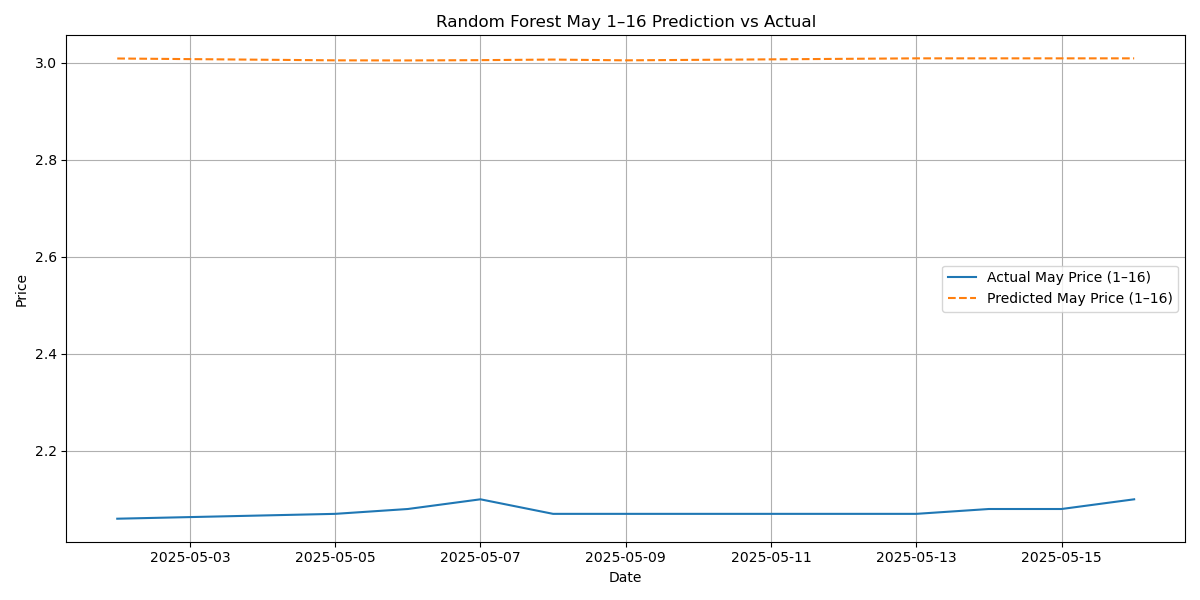 Random Forest May 1–16 Prediction vs Actual
3.0
2.8
2.6
2.4
2.2
Price
Actual May Price (1–16)
Predicted May Price (1–16)
2025-05-03 2025-05-05 2025-05-07 2025-05-09 2025-05-11 2025-05-13 2025-05-15
Date